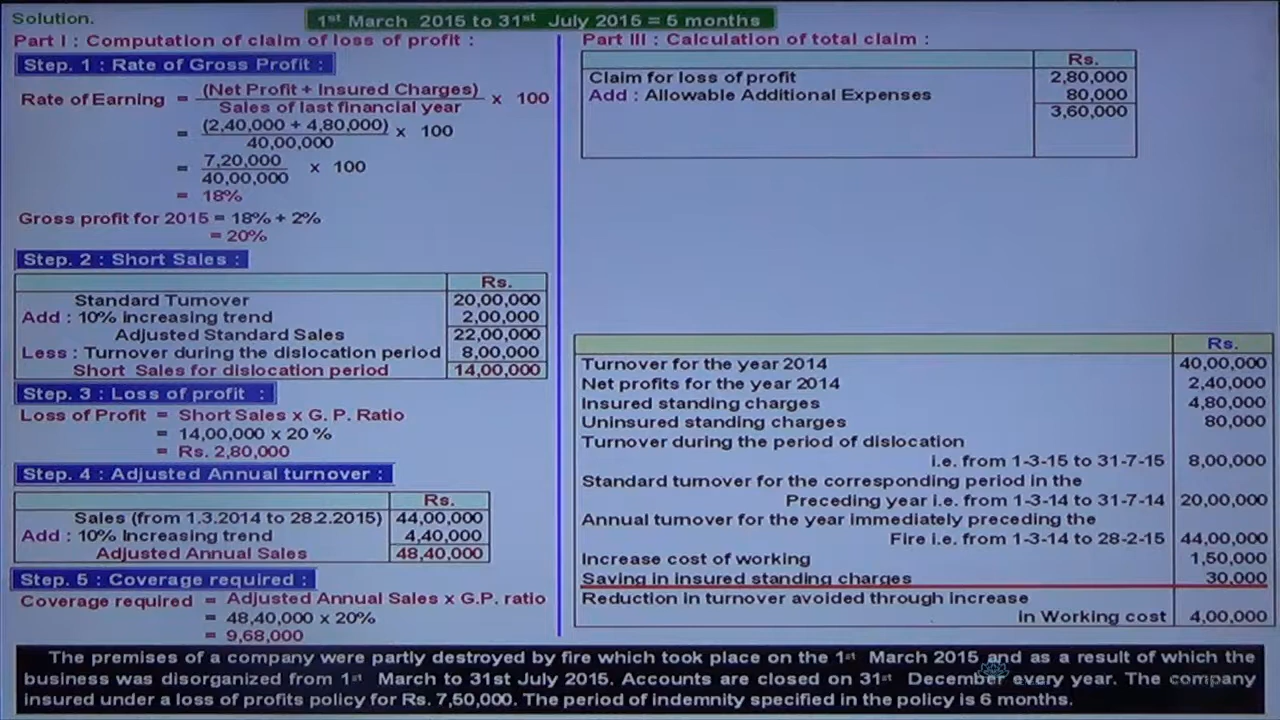 Solution.
1st March 2015 to 31st July 2015 = 5 months
Part I : Computation of claim of loss of profit :
Step. 1 : Rate of Gross Profit :
Rate of Earning = (Net Profit + Insured Charges) / Sales of last financial year x 100
= (2,40,000 + 4,80,000) / 40,00,000 x 100
= 7,20,000 / 40,00,000 x 100
= 18%
Gross profit for 2015 = 18% + 2%
= 20%
Step. 2 : Short Sales :
Rs.
Standard Turnover 20,00,000
Add : 10% increasing trend 2,00,000
Adjusted Standard Sales 22,00,000
Less : Turnover during the dislocation period 8,00,000
Short Sales for dislocation period 14,00,000
Step. 3 : Loss of profit :
Loss of Profit = Short Sales x G. P. Ratio
= 14,00,000 x 20 %
= Rs. 2,80,000
Step. 4 : Adjusted Annual turnover :
Rs.
Sales (from 1.3.2014 to 28.2.2015) 44,00,000
Add : 10% Increasing trend 4,40,000
Adjusted Annual Sales 48,40,000
Step. 5 : Coverage required :
Coverage required = Adjusted Annual Sales x G.P. ratio
= 48,40,000 x 20%
= 9,68,000
Part III : Calculation of total claim :
Rs.
Claim for loss of profit 2,80,000
Add : Allowable Additional Expenses 80,000
3,60,000
Rs.
Turnover for the year 2014 40,00,000
Net profits for the year 2014 2,40,000
Insured standing charges 4,80,000
Uninsured standing charges 80,000
Turnover during the period of dislocation
i.e. from 1-3-15 to 31-7-15 8,00,000
Standard turnover for the corresponding period in the
Preceding year i.e. from 1-3-14 to 31-7-14 20,00,000
Annual turnover for the year immediately preceding the
Fire i.e. from 1-3-14 to 28-2-15 44,00,000
Increase cost of working 1,50,000
Saving in insured standing charges 30,000
Reduction in turnover avoided through increase
in Working cost 4,00,000
The premises of a company were partly destroyed by fire which took place on the 1st March 2015 and as a result of which the
business was disorganized from 1st March to 31st July 2015. Accounts are closed on 31st December every year. The company
insured under a loss of profits policy for Rs. 7,50,000. The period of indemnity specified in the policy is 6 months.